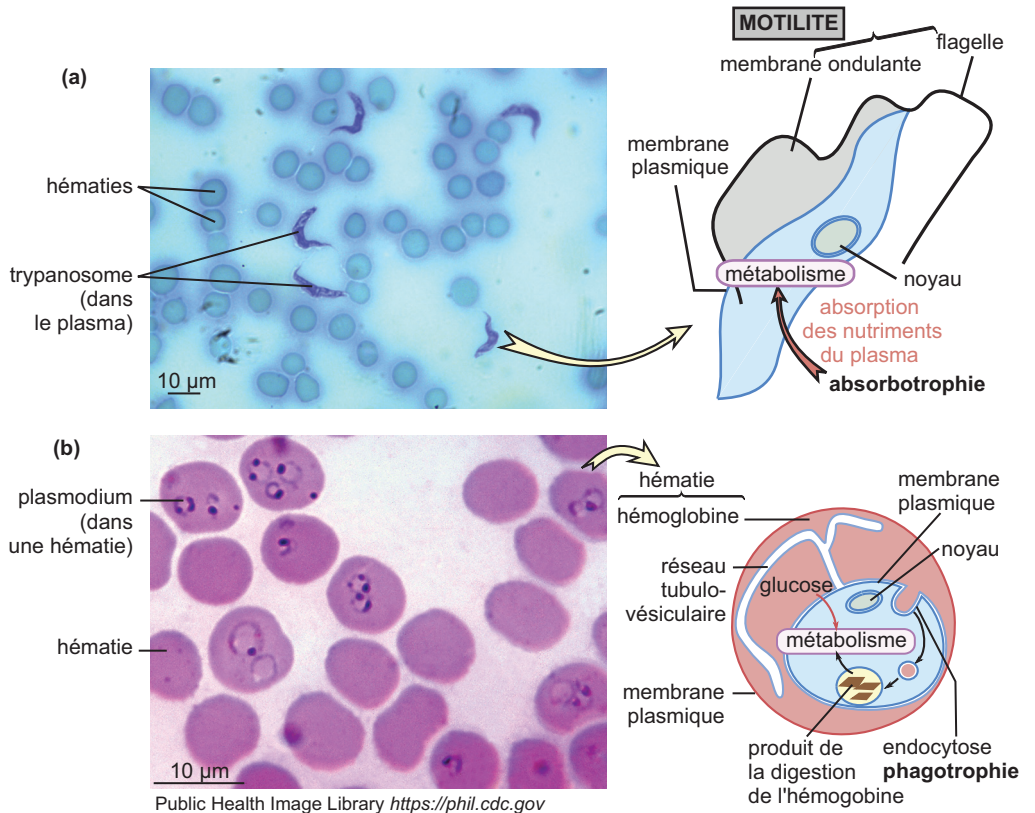 (a)
MOTILITE
flagelle
membrane ondulante
membrane
plasmique
hématies
trypanosome
(dans
le plasma)
métabolisme
noyau
absorption
des nutriments
du plasma
absorbotrophie
10 µm
(b)
plasmodium
(dans
une hématie)
hématie
hématie
hémoglobine
membrane
plasmique
noyau
réseau
tubulo-
vésiculaire
glucose
métabolisme
membrane
plasmique
produit de
la digestion
de l'hémogobine
endocytose
phagotrophie
10 µm
Public Health Image Library https://phil.cdc.gov